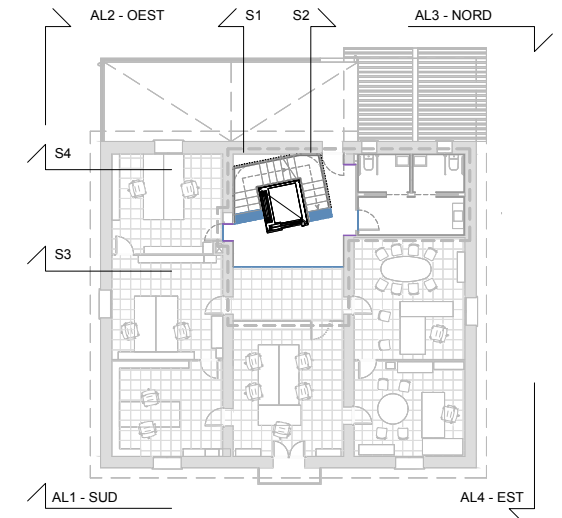 AL2 - OEST
S1
S2
AL3 - NORD
S4
S3
AL1 - SUD
AL4 - EST